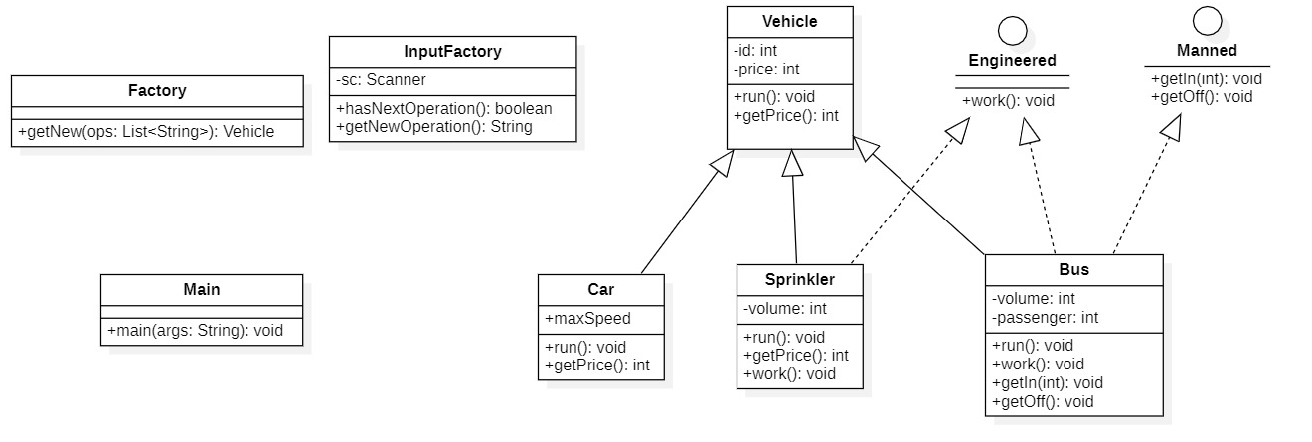 Factory
+getNew(ops: List<String>): Vehicle
InputFactory
-sc: Scanner
+hasNextOperation(): boolean
+getNewOperation(): String
Vehicle
-id: int
-price: int
+run(): void
+getPrice(): int
Engineered
+work(): void
Manned
+getIn(int): void
+getOff(): void
Main
+main(args: String): void
Car
+maxSpeed
+run(): void
+getPrice(): int
Sprinkler
-volume: int
+run(): void
+getPrice(): int
+work(): void
Bus
-volume: int
-passenger: int
+run(): void
+work(): void
+getIn(int): void
+getOff(): void